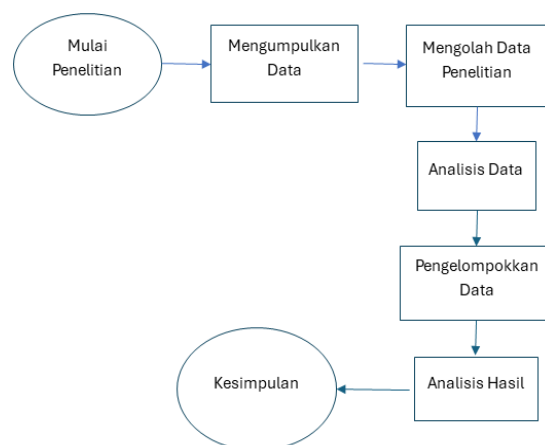 Mulai
Penelitian
Mengumpulkan
Data
Mengolah Data
Penelitian
Analisis Data
Pengelompokkan
Data
Analisis Hasil
Kesimpulan